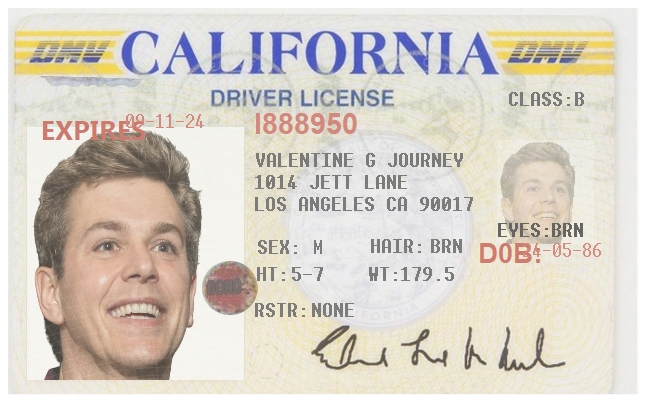 DMV CALIFORNIA DMV
DRIVER LICENSE
CLASS:B
EXPIRES 09-11-24
I888950
VALENTINE G JOURNEY
1014 JETT LANE
LOS ANGELES CA 90017
EYES:BRN
SEX: M HAIR: BRN
D0B: 4-05-86
HT:5-7 WT:179.5
RSTR:NONE